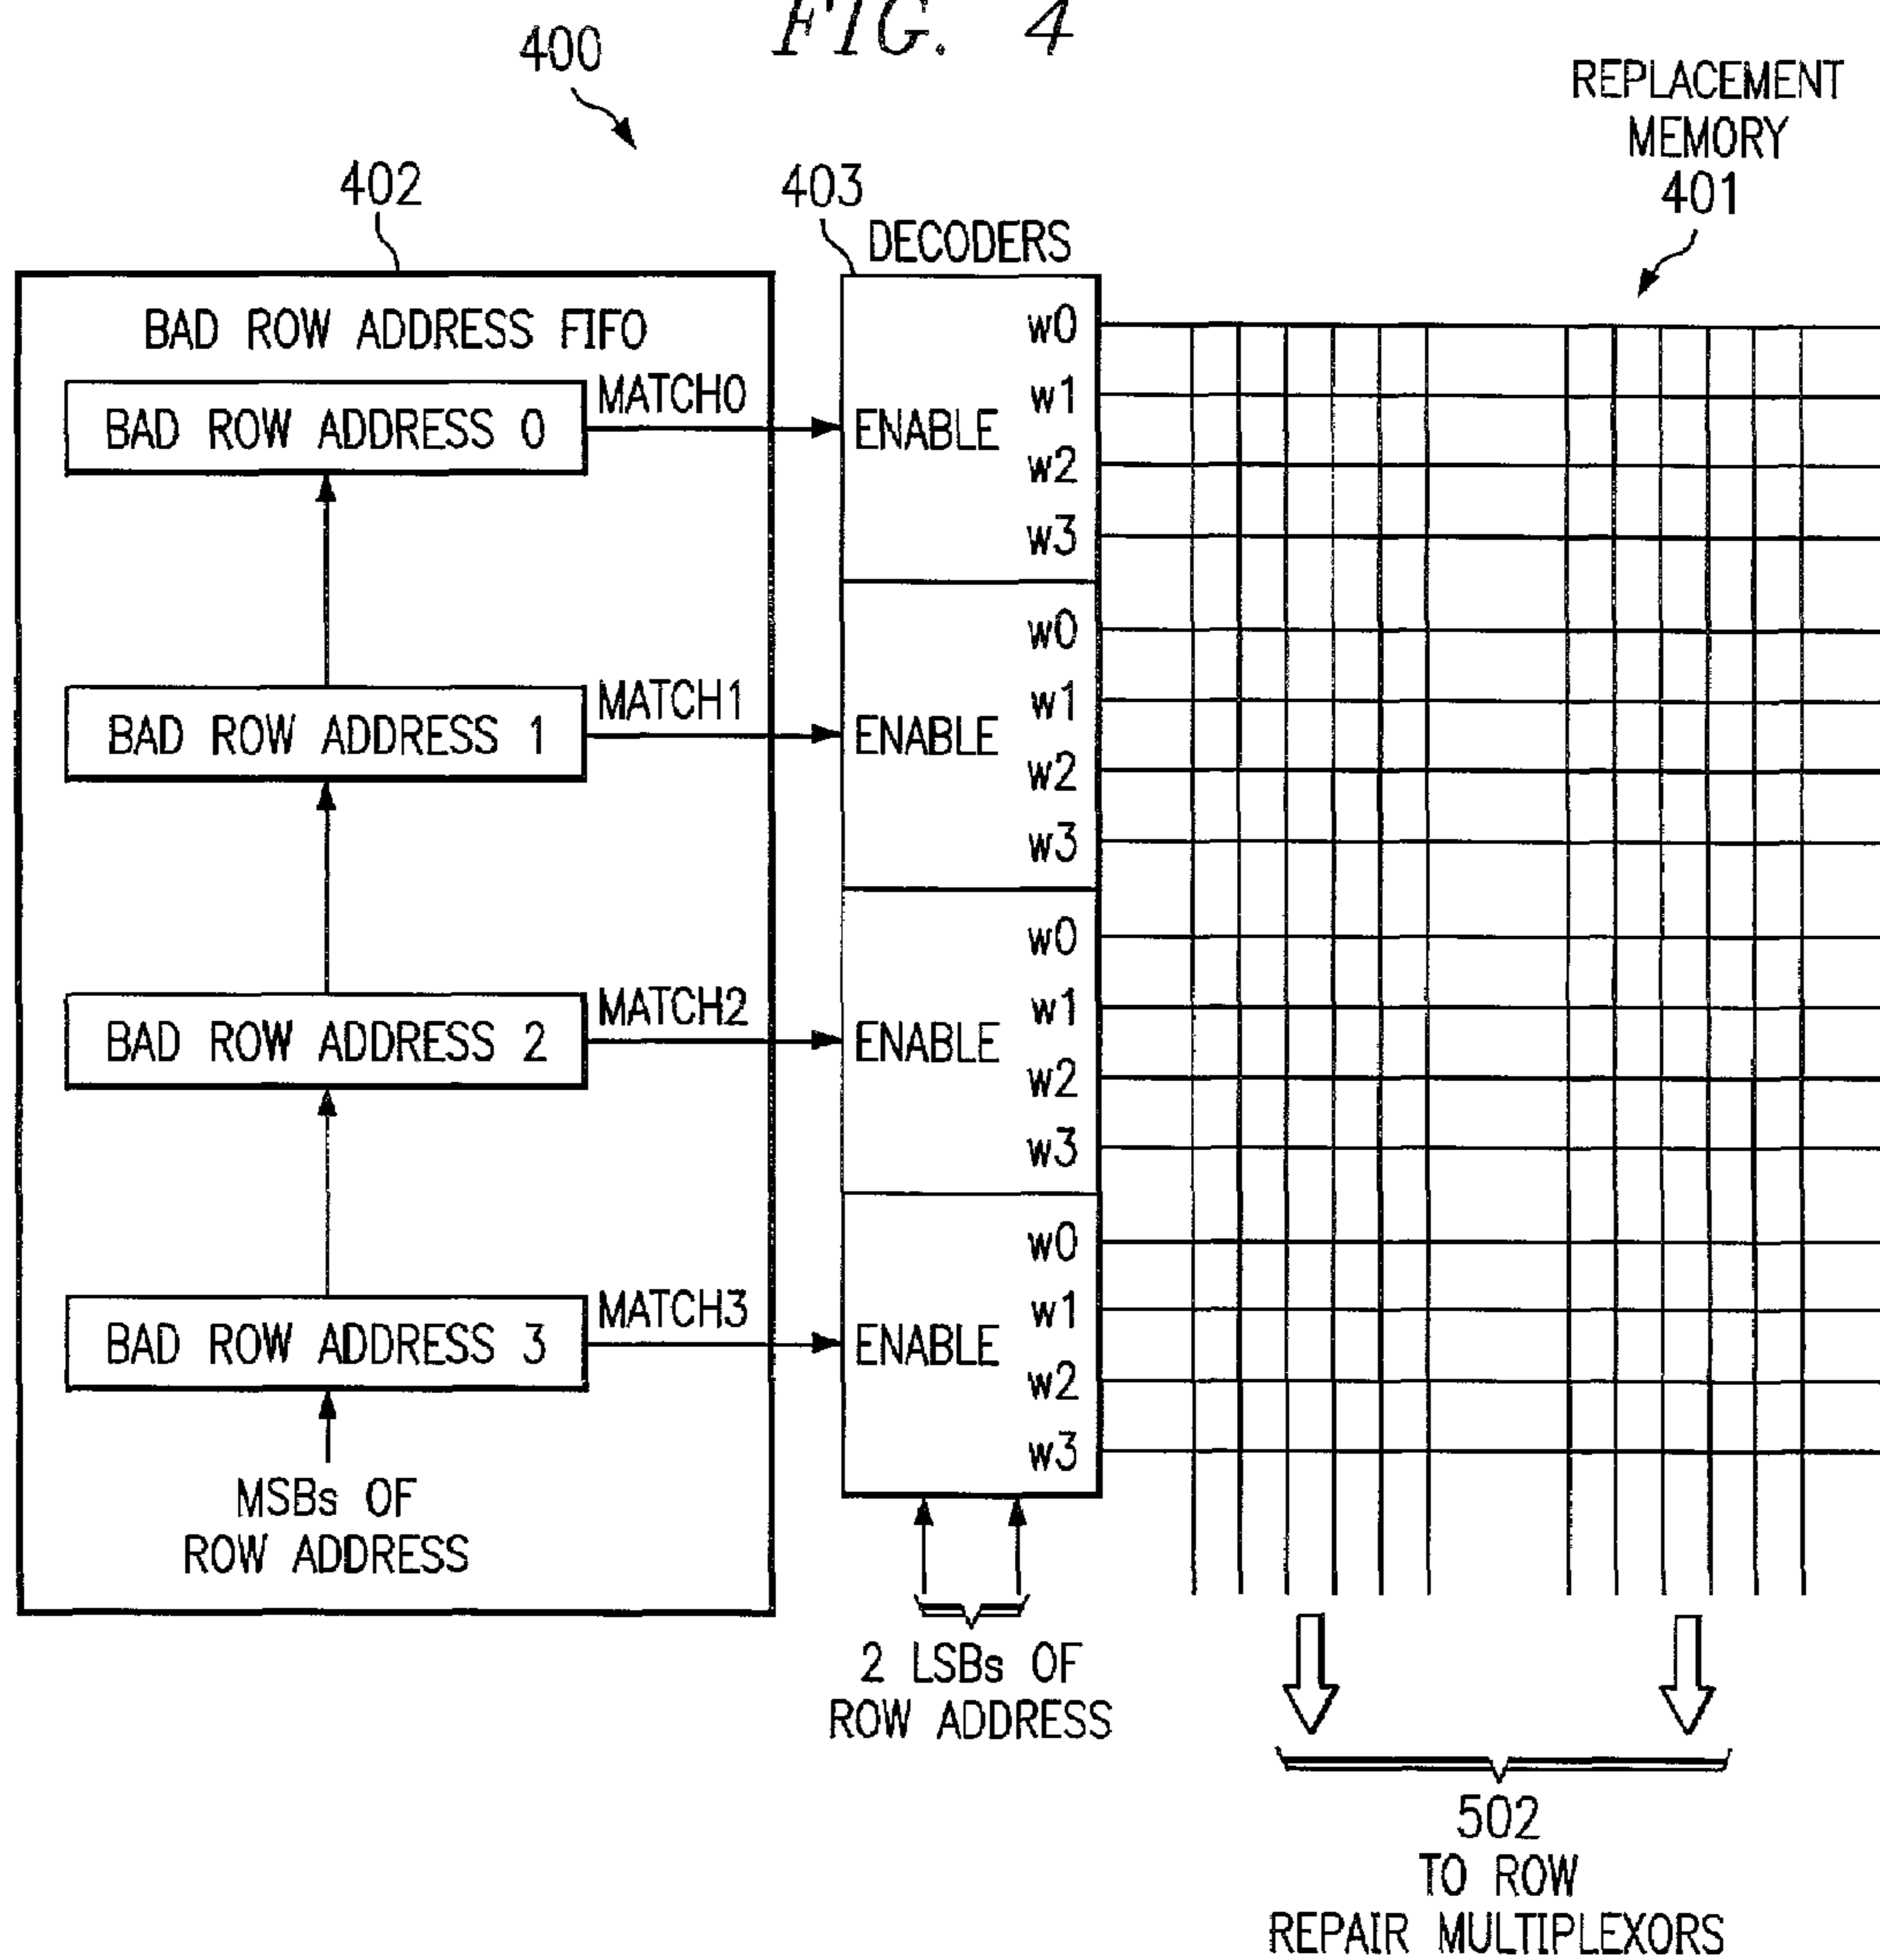 FIG. 4
400
REPLACEMENT
MEMORY
401
402
403
DECODERS
BAD ROW ADDRESS FIFO
BAD ROW ADDRESS 0
MATCH0
ENABLE
w0
w1
w2
w3
BAD ROW ADDRESS 1
MATCH1
ENABLE
w0
w1
w2
w3
BAD ROW ADDRESS 2
MATCH2
ENABLE
w0
w1
w2
w3
BAD ROW ADDRESS 3
MATCH3
ENABLE
w0
w1
w2
w3
MSBs OF
ROW ADDRESS
2 LSBs OF
ROW ADDRESS
502
TO ROW
REPAIR MULTIPLEXORS